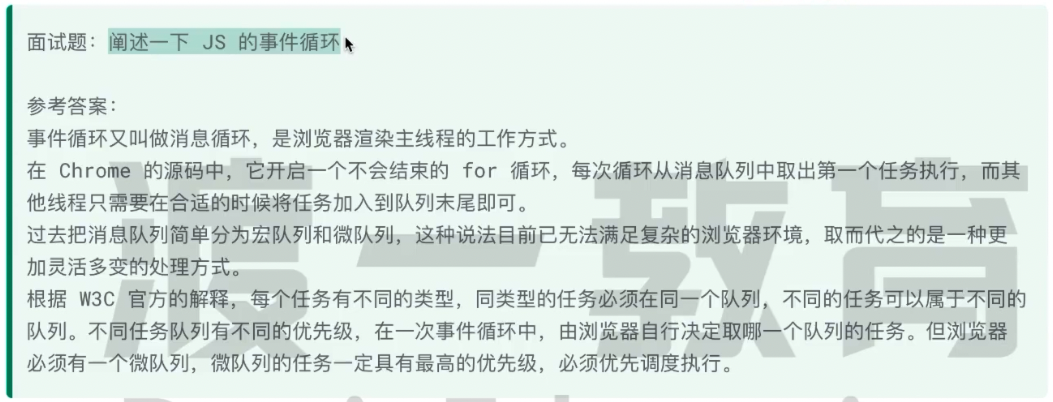 面试题：阐述一下 JS 的事件循环
参考答案：
事件循环又叫做消息循环，是浏览器渲染主线程的工作方式。
在 Chrome 的源码中，它开启一个不会结束的 for 循环，每次循环从消息队列中取出第一个任务执行，而其
他线程只需要在合适的时候将任务加入到队列末尾即可。
过去把消息队列简单分为宏队列和微队列，这种说法目前已无法满足复杂的浏览器环境，取而代之的是一种更
加灵活多变的处理方式。
根据 W3C 官方的解释，每个任务有不同的类型，同类型的任务必须在同一个队列，不同的任务可以属于不同的
队列。不同任务队列有不同的优先级，在一次事件循环中，由浏览器自行决定取哪一个队列的任务。但浏览器
必须有一个微队列，微队列的任务一定具有最高的优先级，必须优先调度执行。
渡一教育